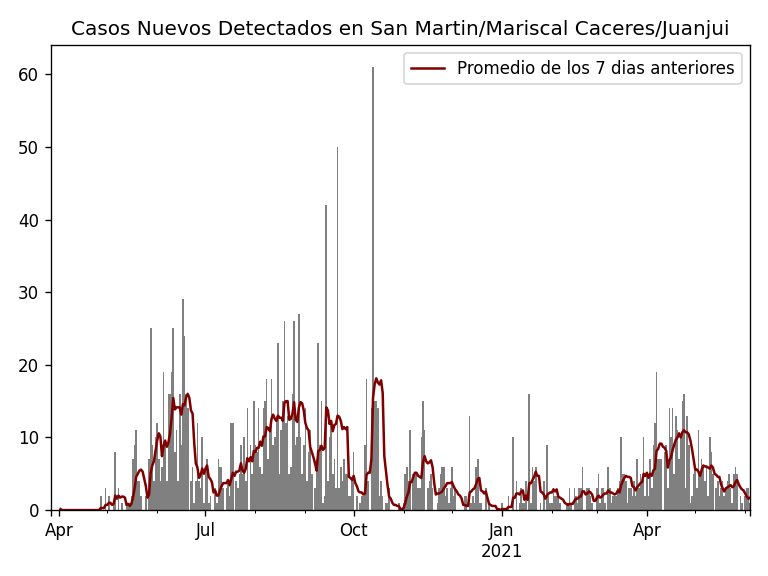 Casos Nuevos Detectados en San Martin/Mariscal Caceres/Juanjui
Promedio de los 7 dias anteriores
60
50
40
30
20
10
0
Apr Jul Oct Jan Apr
2021